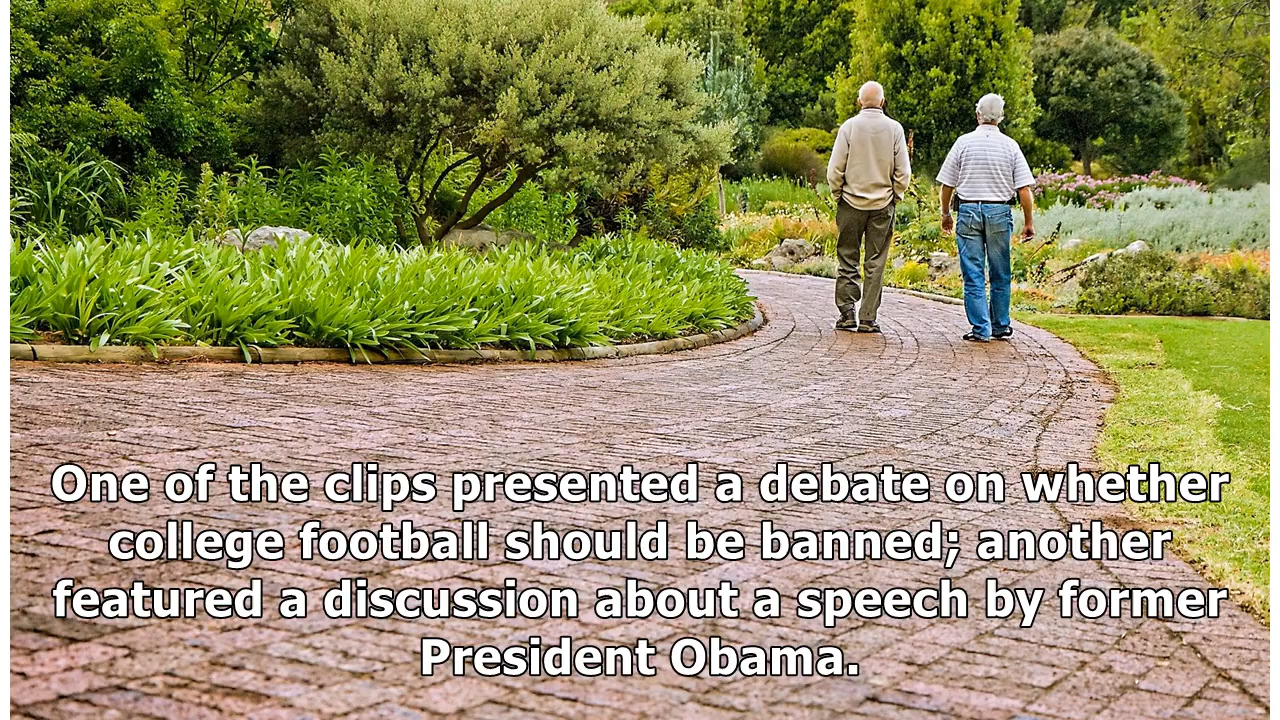 One of the clips presented a debate on whether
college football should be banned; another
featured a discussion about a speech by former
President Obama.